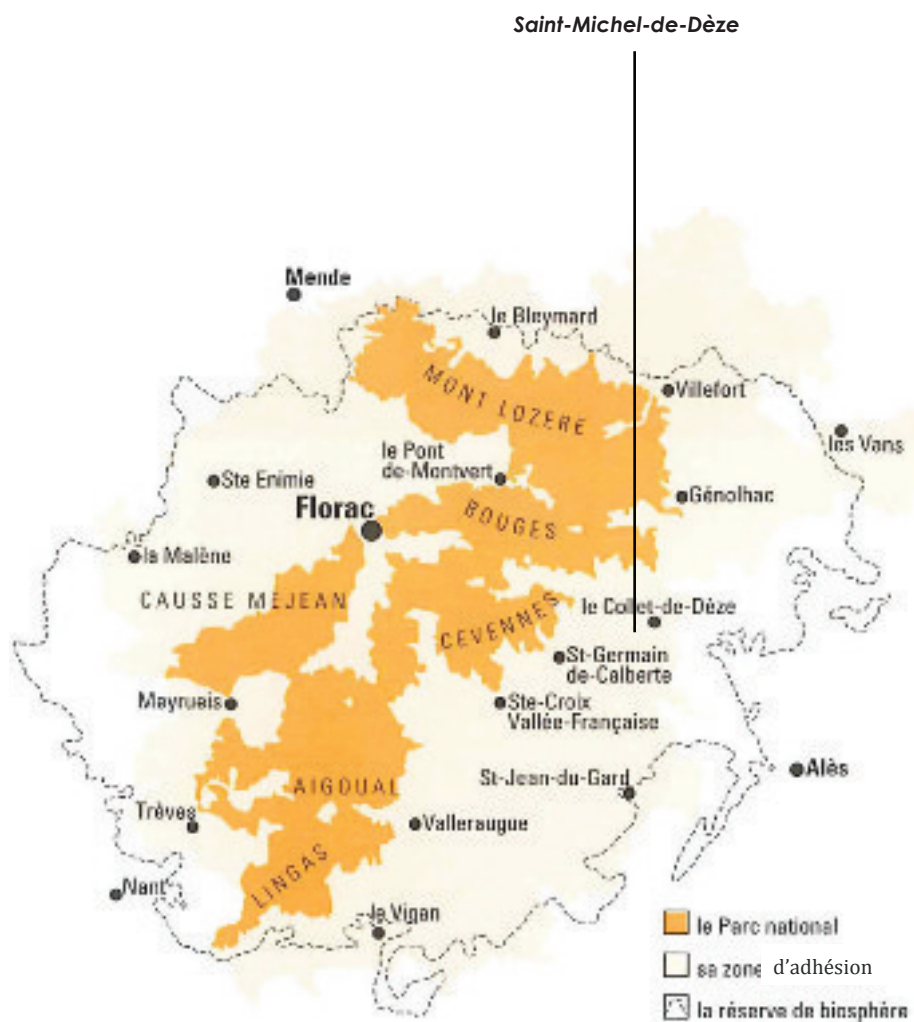 Saint-Michel-de-Dèze
Mende
le Bleymard
MONT LOZERE
Villefort
les Vans
le Pont
de-Montvert
Ste Enimie
Génolhac
Florac
BOUGES
la Malène
CAUSSE MEJEAN
le Collet-de-Dèze
CEVENNES
St-Germain
de-Calberte
Meyrueis
Ste-Croix
Vallée-Française
Alès
St-Jean-du-Gard
AIGOUAL
Trèves
Valleraugue
LINGAS
Nant
le Vigan
le Parc national
sa zone d'adhésion
la réserve de biosphère